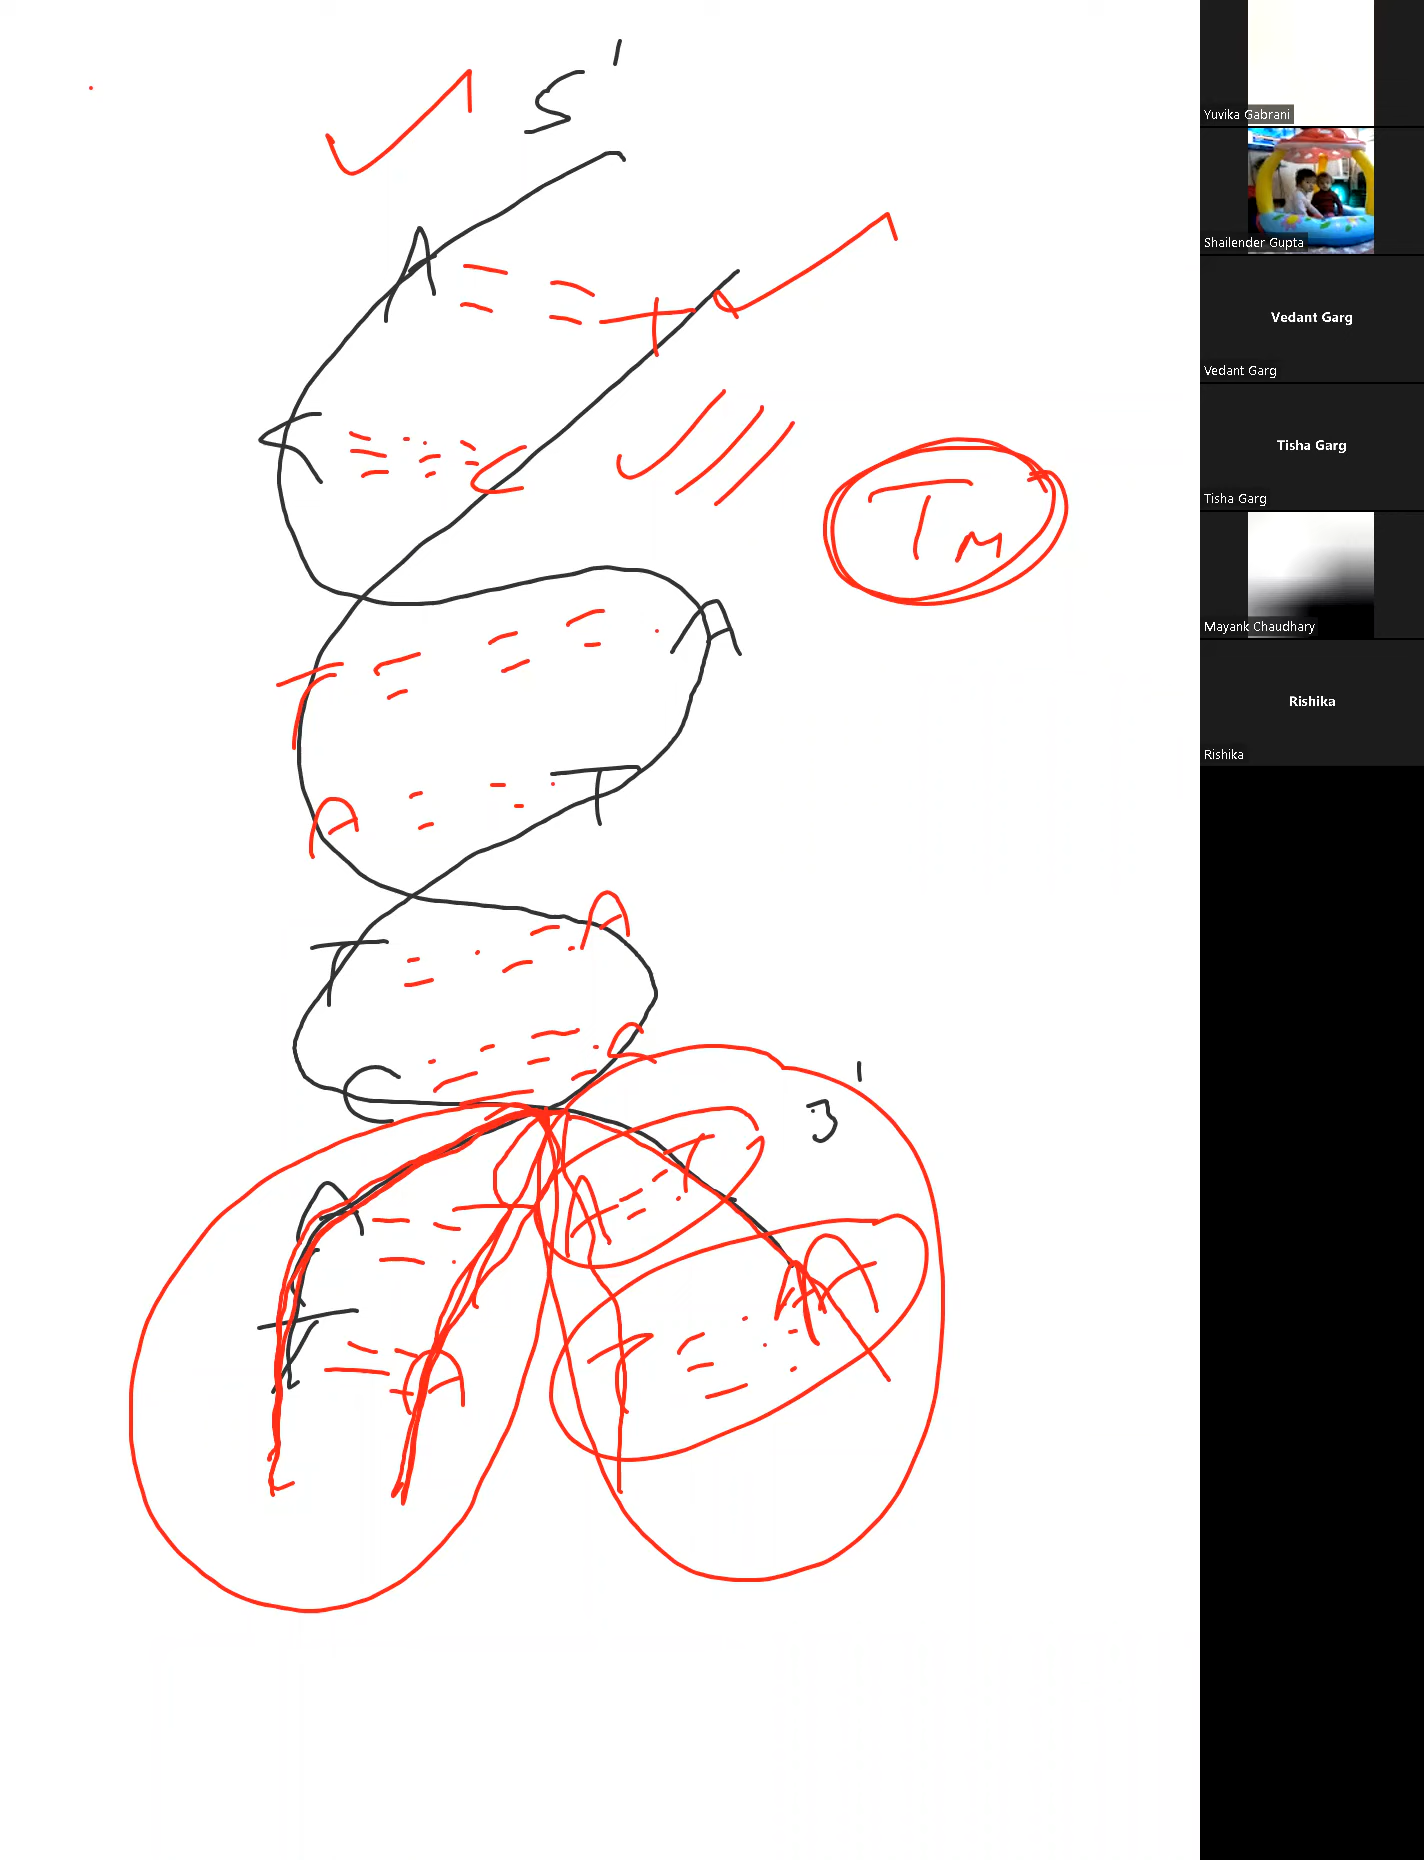 5'
A T
C
TM
T A
A T
T A
C
3'
A T
A
T A
T A
Yuvika Gabrani
Shailender Gupta
Vedant Garg
Vedant Garg
Tisha Garg
Tisha Garg
Mayank Chaudhary
Rishika
Rishika